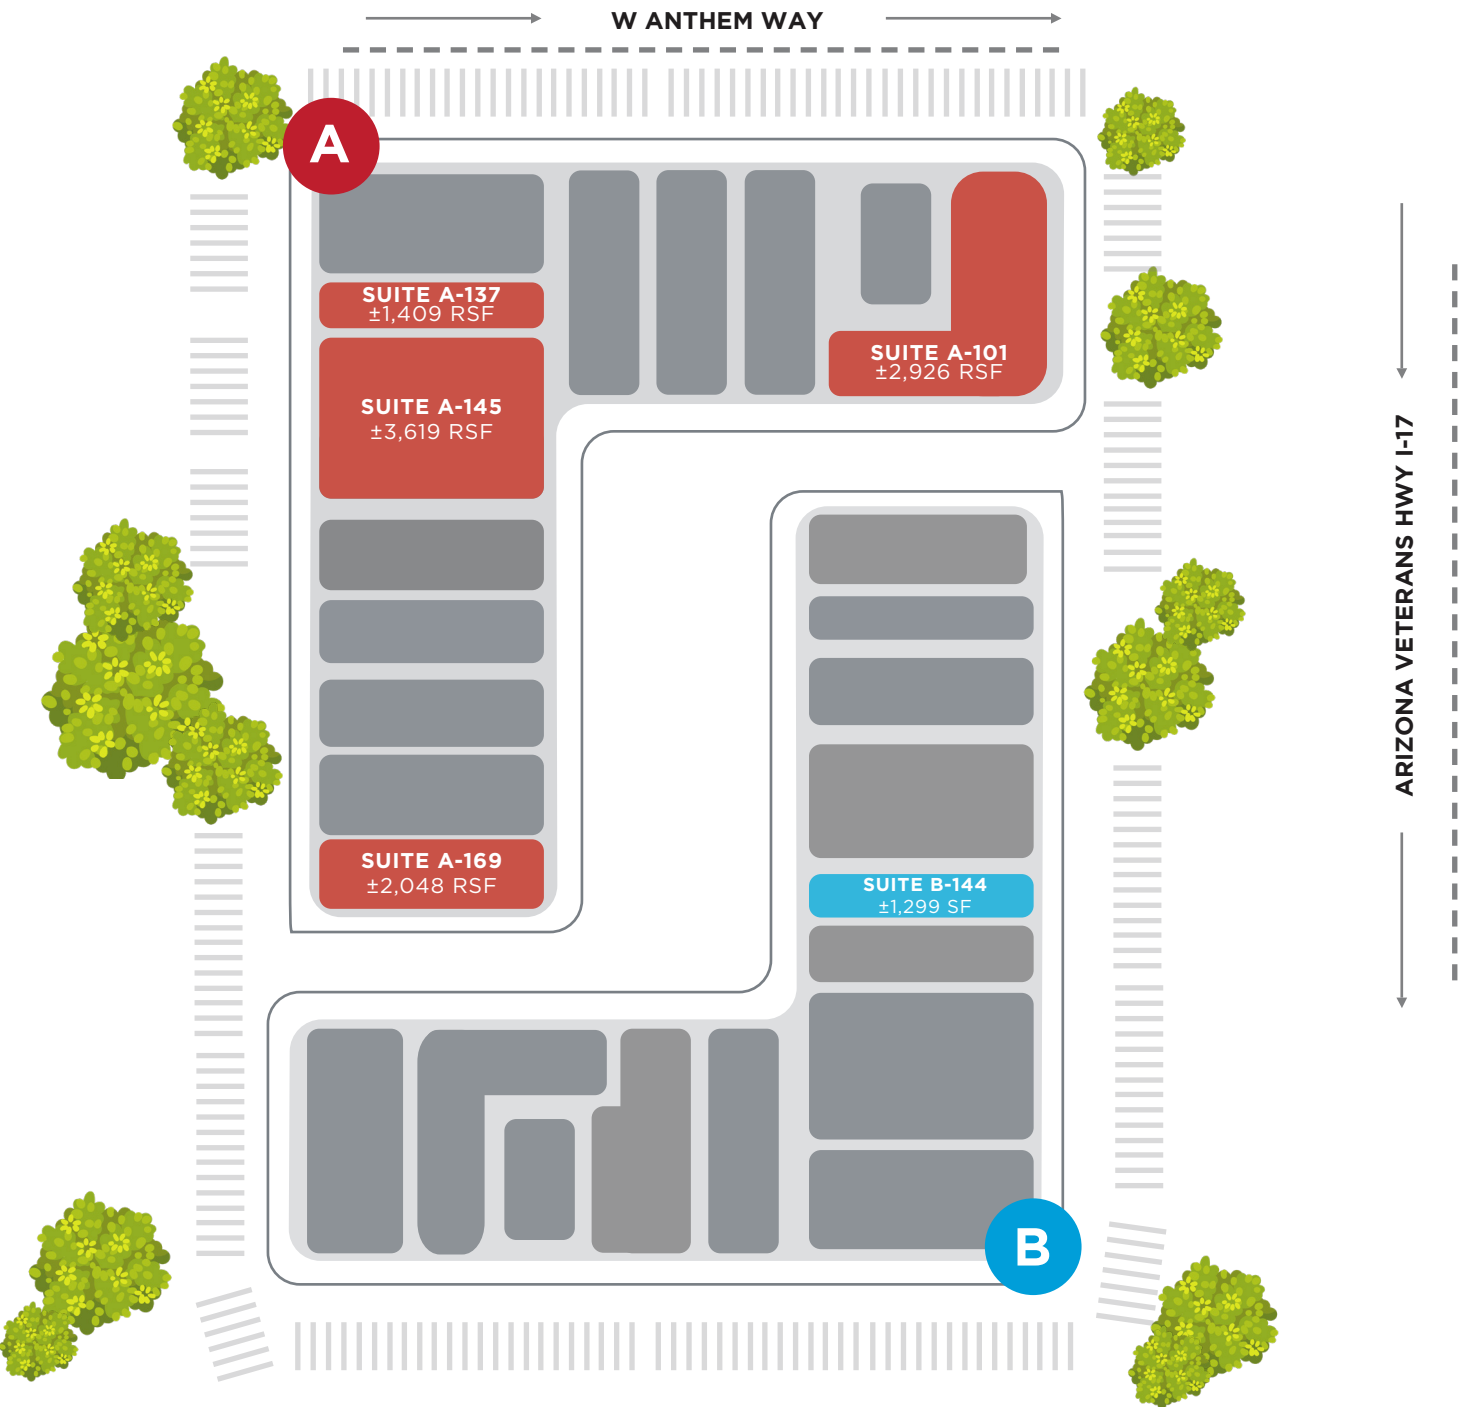 W ANTHEM WAY
A
SUITE A-137
±1,409 RSF
SUITE A-101
±2,926 RSF
SUITE A-145
±3,619 RSF
ARIZONA VETERANS HWY I-17
SUITE A-169
±2,048 RSF
SUITE B-144
±1,299 SF
B